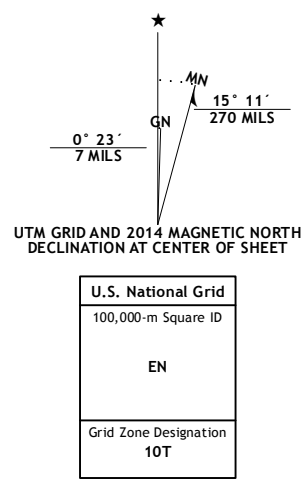 MN
15° 11´
270 MILS
GN
0° 23´
7 MILS
UTM GRID AND 2014 MAGNETIC NORTH
DECLINATION AT CENTER OF SHEET
U.S. National Grid
100,000-m Square ID
EN
Grid Zone Designation
10T